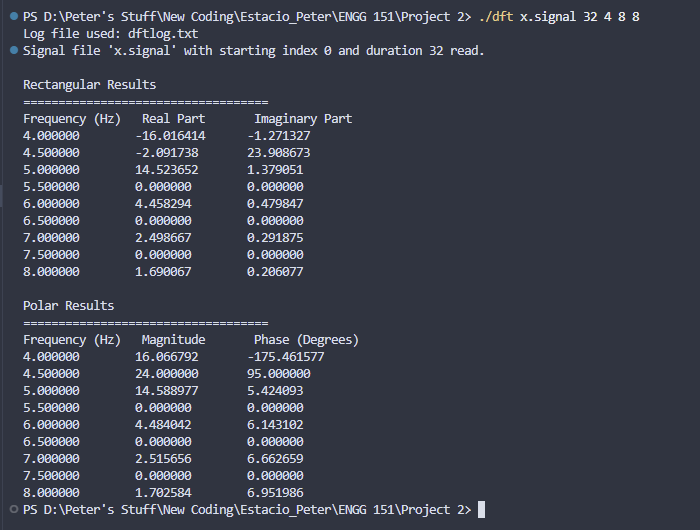 PS D:\Peter's Stuff\New Coding\Estacio_Peter\ENGG 151\Project 2> ./dft x.signal 32 4 8 8
Log file used: dftlog.txt
Signal file 'x.signal' with starting index 0 and duration 32 read.
Rectangular Results
===================================
Frequency (Hz)   Real Part       Imaginary Part
4.000000        -16.016414      -1.271327
4.500000        -2.091738       23.908673
5.000000        14.523652       1.379051
5.500000        0.000000        0.000000
6.000000        4.458294        0.479847
6.500000        0.000000        0.000000
7.000000        2.498667        0.291875
7.500000        0.000000        0.000000
8.000000        1.690067        0.206077
Polar Results
===================================
Frequency (Hz)   Magnitude       Phase (Degrees)
4.000000        16.066792       -175.461577
4.500000        24.000000       95.000000
5.000000        14.588977       5.424093
5.500000        0.000000        0.000000
6.000000        4.484042        6.143102
6.500000        0.000000        0.000000
7.000000        2.515656        6.662659
7.500000        0.000000        0.000000
8.000000        1.702584        6.951986
PS D:\Peter's Stuff\New Coding\Estacio_Peter\ENGG 151\Project 2>